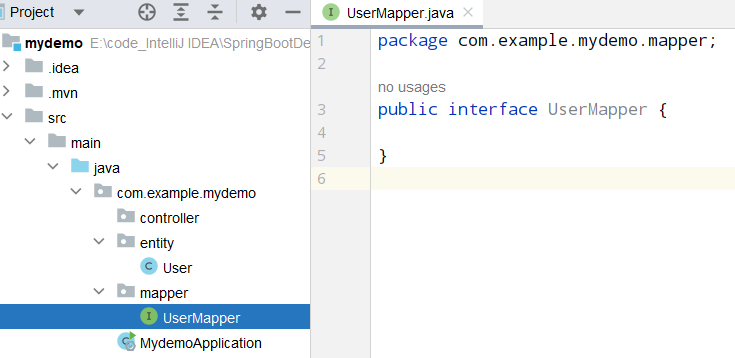 Project
mydemo E:\code_IntelliJ IDEA\SpringBootDe
.idea
.mvn
src
main
java
com.example.mydemo
controller
entity
C User
mapper
I UserMapper
MydemoApplication
I UserMapper.java
1 package com.example.mydemo.mapper;
2
no usages
3 public interface UserMapper {
4
5 }
6